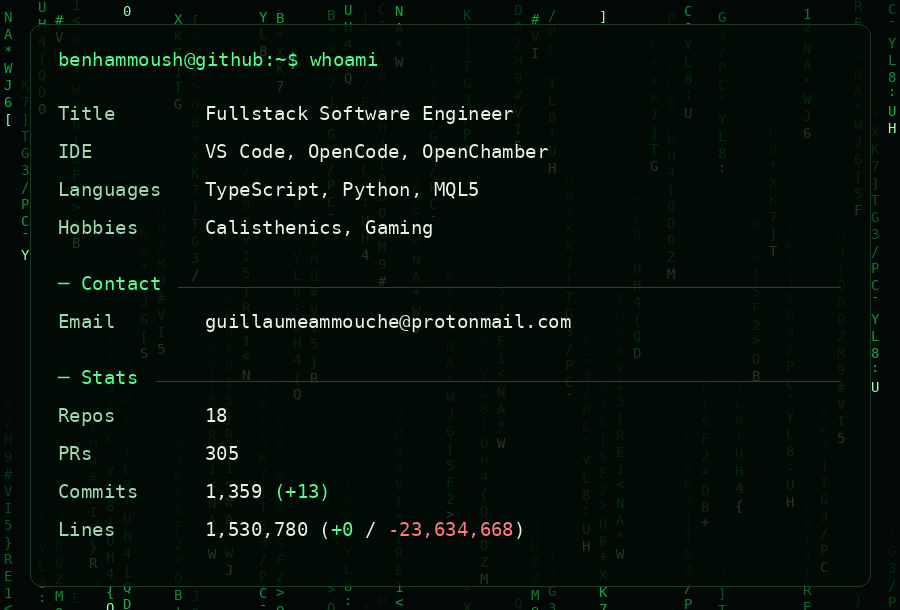 benhammoush@github:~$ whoami
Title Fullstack Software Engineer
IDE VS Code, OpenCode, OpenChamber
Languages TypeScript, Python, MQL5
Hobbies Calisthenics, Gaming
─ Contact
Email guillaumeammouche@protonmail.com
─ Stats
Repos 18
PRs 305
Commits 1,359 (+13)
Lines 1,530,780 (+0 / -23,634,668)